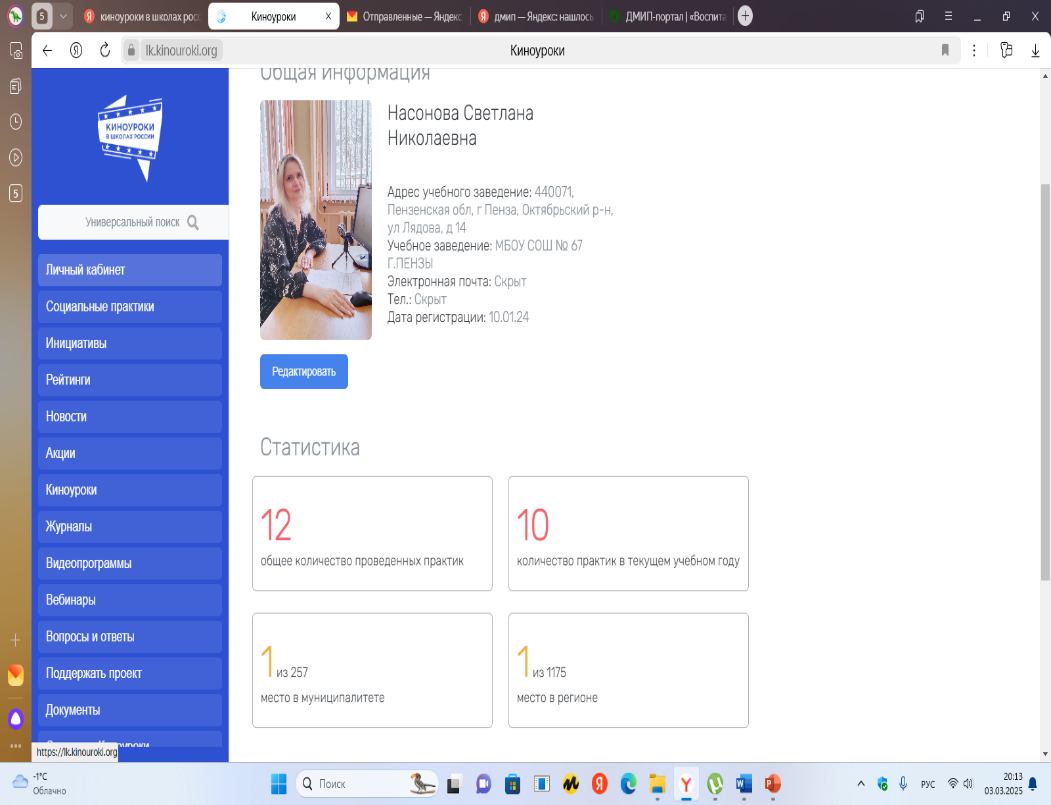 5
киноуроки в школах рос
Киноуроки
Отправленные — Яндекс
дмип — Яндекс: нашлось
ДМИП-портал | «Воспита
lk.kinouroki.org
Киноуроки
5
КИНОУРОКИ
В ШКОЛАХ РОССИИ
Универсальный поиск
Личный кабинет
Социальные практики
Инициативы
Рейтинги
Новости
Акции
Киноуроки
Журналы
Видеопрограммы
Вебинары
Вопросы и ответы
Поддержать проект
Документы
https://lk.kinouroki.org
Общая информация
Насонова Светлана
Николаевна
Адрес учебного заведение: 440071,
Пензенская обл, г Пенза, Октябрьский р-н,
ул Лядова, д 14
Учебное заведение: МБОУ СОШ № 67
Г.ПЕНЗЫ
Электронная почта: Скрыт
Тел.: Скрыт
Дата регистрации: 10.01.24
Редактировать
Статистика
12
общее количество проведенных практик
10
количество практик в текущем учебном году
1 из 257
место в муниципалитете
1 из 1175
место в регионе
-1°C
Облачно
Поиск
РУС
20:13
03.03.2025